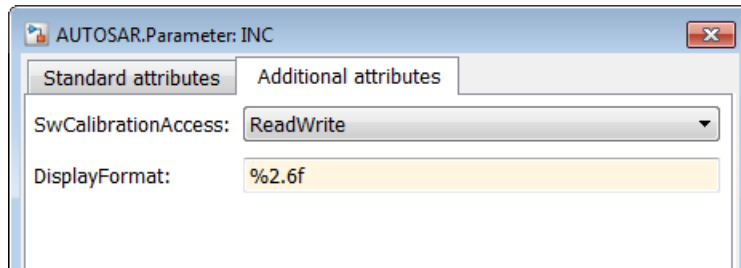 AUTOSAR.Parameter: INC
Standard attributes Additional attributes
SwCalibrationAccess: ReadWrite
DisplayFormat: %2.6f